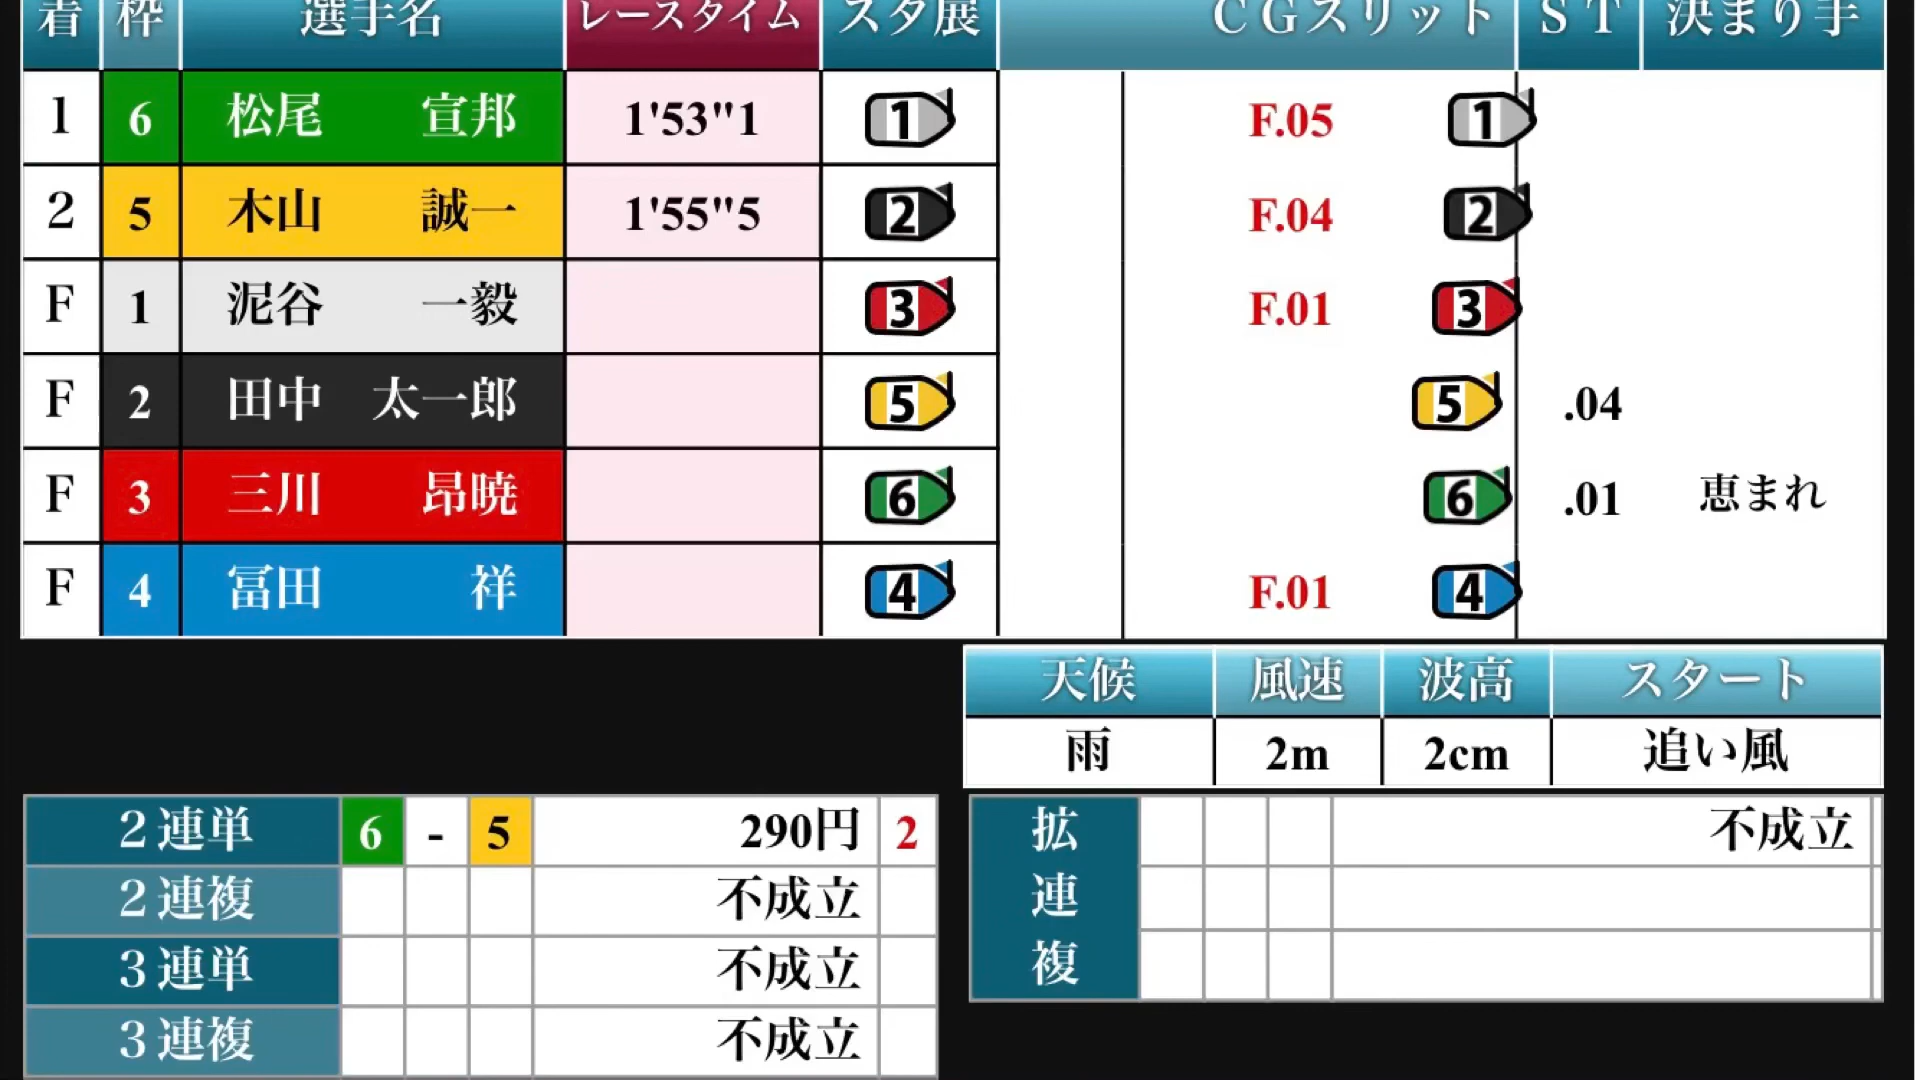 着 枠 選手名 レースタイム スタ展 CGスリット ST 決まり手
1 6 松尾 宣邦 1'53"1 1 F.05 1
2 5 木山 誠一 1'55"5 2 F.04 2
F 1 泥谷 一毅 3 F.01 3
F 2 田中 太一郎 5 5 .04
F 3 三川 昂暁 6 6 .01 恵まれ
F 4 冨田 祥 4 F.01 4
天候 風速 波高 スタート
雨 2m 2cm 追い風
2連単 6 - 5 290円 2
2連複 不成立
3連単 不成立
3連複 不成立
拡連複 不成立